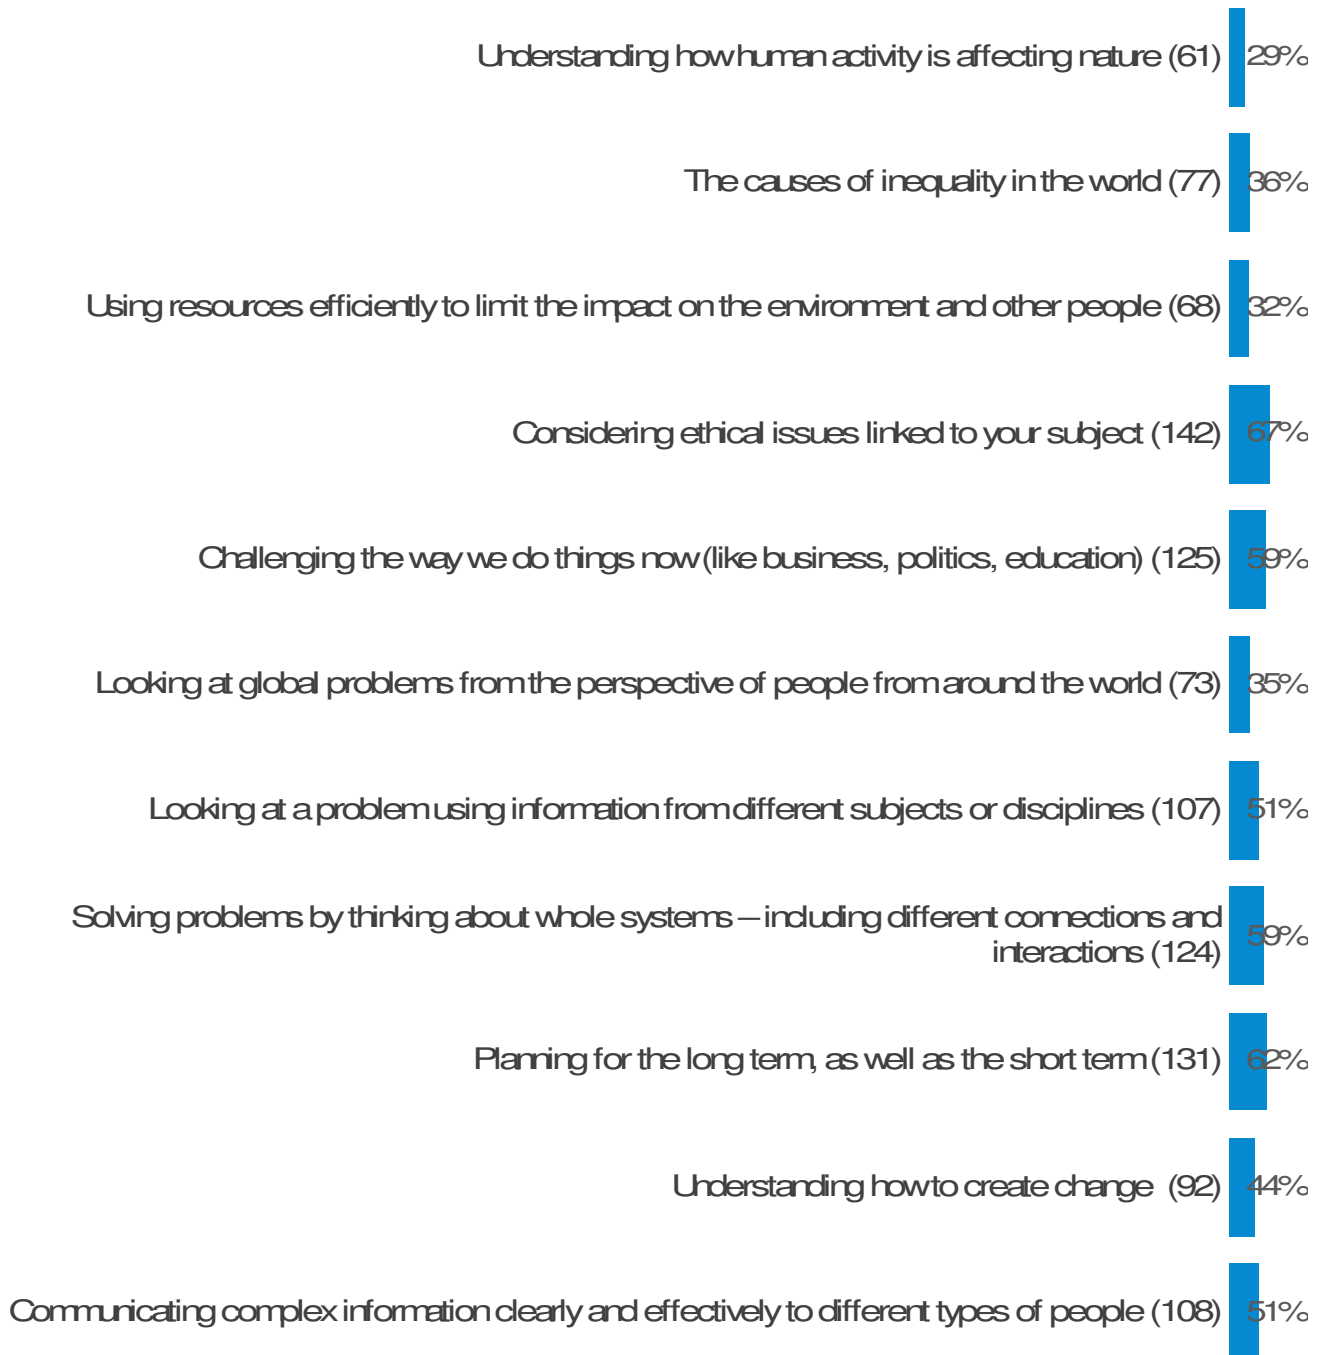 Understanding how human activity is affecting nature (61) 29%
The causes of inequality in the world (77) 36%
Using resources efficiently to limit the impact on the environment and other people (68) 32%
Considering ethical issues linked to your subject (142) 67%
Challenging the way we do things now (like business, politics, education) (125) 59%
Looking at global problems from the perspective of people from around the world (73) 35%
Looking at a problem using information from different subjects or disciplines (107) 51%
Solving problems by thinking about whole systems – including different connections and
interactions (124) 59%
Planning for the long term, as well as the short term (131) 62%
Understanding how to create change (92) 44%
Communicating complex information clearly and effectively to different types of people (108) 51%